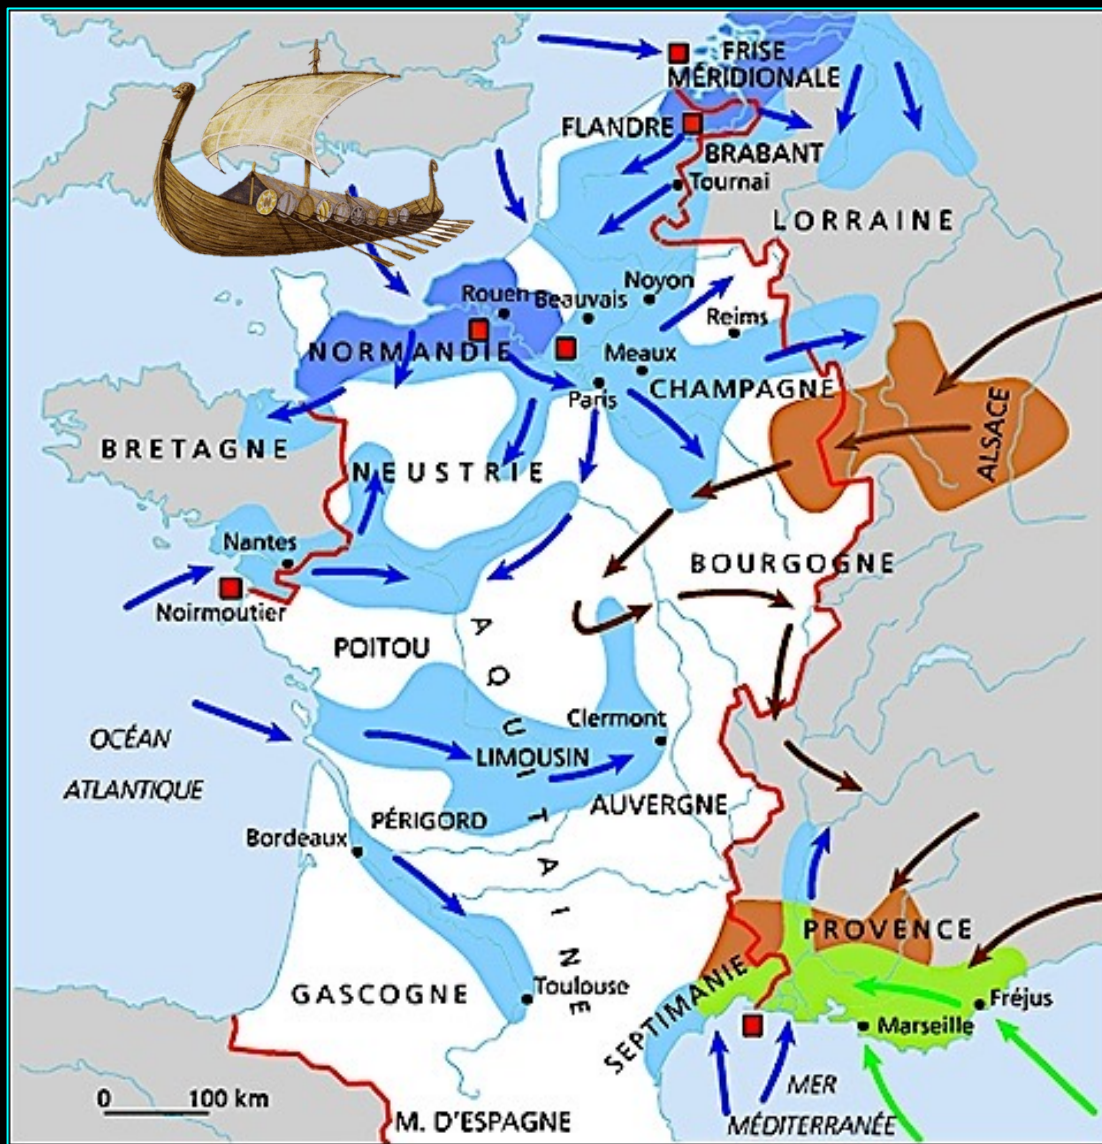 FRISE
MÉRIDIONALE
FLANDRE
BRABANT
Tournai
LORRAINE
Noyon
Rouen
Beauvais
Reims
NORMANDIE
Meaux
CHAMPAGNE
Paris
ALSACE
BRETAGNE
NEUSTRIE
Nantes
BOURGOGNE
Noirmoutier
POITOU
AQUITAINE
Clermont
OCÉAN
ATLANTIQUE
LIMOUSIN
AUVERGNE
PÉRIGORD
Bordeaux
PROVENCE
GASCOGNE
Toulouse
SEPTIMANIE
Fréjus
Marseille
0 100 km
MER
MÉDITERRANÉE
M. D'ESPAGNE